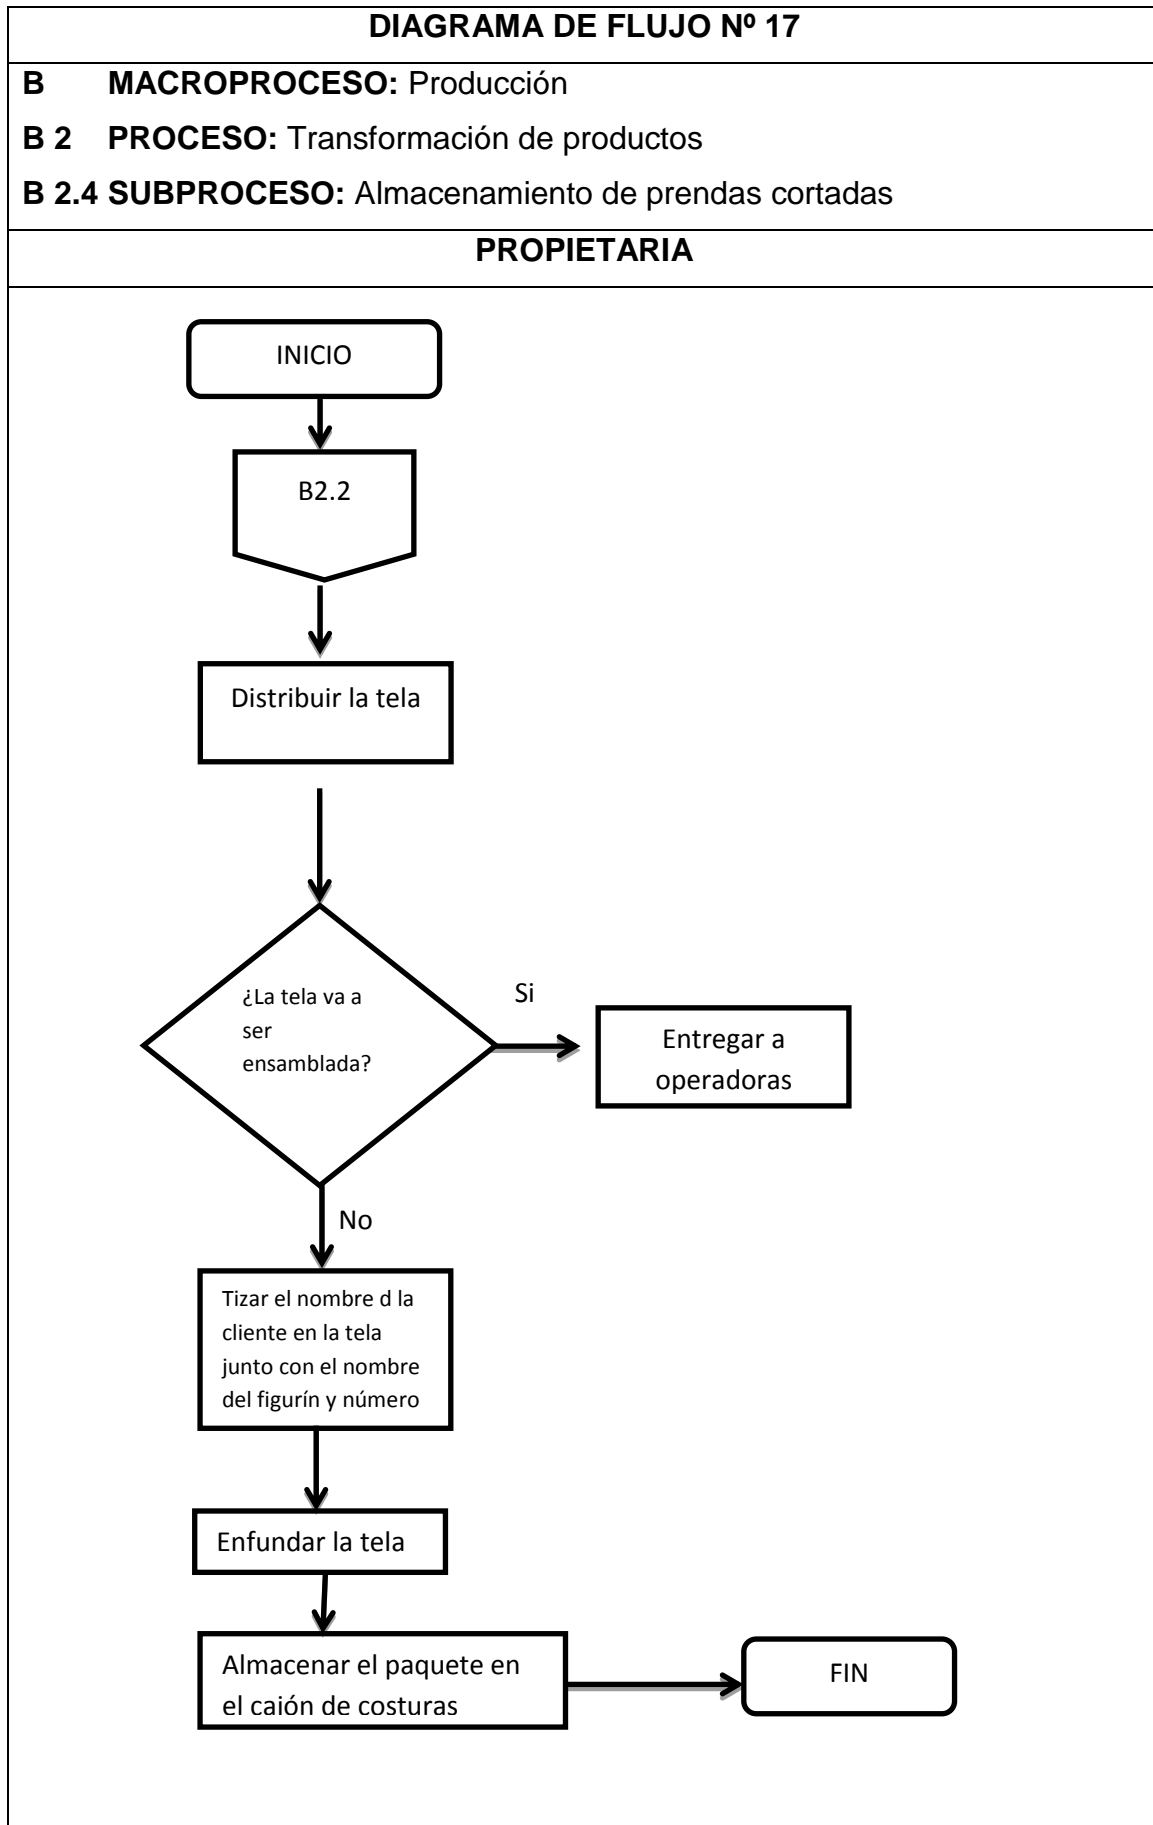 DIAGRAMA DE FLUJO Nº 17
B MACROPROCESO: Producción
B 2 PROCESO: Transformación de productos
B 2.4 SUBPROCESO: Almacenamiento de prendas cortadas
PROPIETARIA
INICIO
B2.2
Distribuir la tela
¿La tela va a
ser
ensamblada?
Si
Entregar a
operadoras
No
Tizar el nombre d la
cliente en la tela
junto con el nombre
del figurín y número
Enfundar la tela
Almacenar el paquete en
el cajón de costuras
FIN